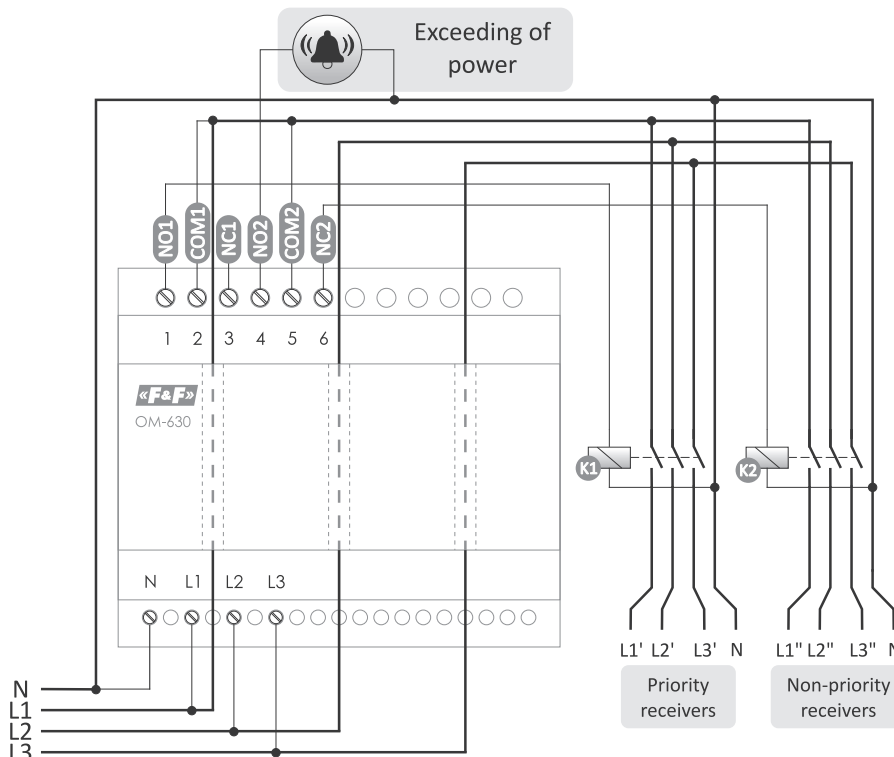 Exceeding of
power
NO1 COM1 NC1 NO2 COM2 NC2
1 2 3 4 5 6
«F&F»
OM-630
K1 K2
N L1 L2 L3
L1' L2' L3' N L1" L2" L3" N
Priority
receivers
Non-priority
receivers
N
L1
L2
L3